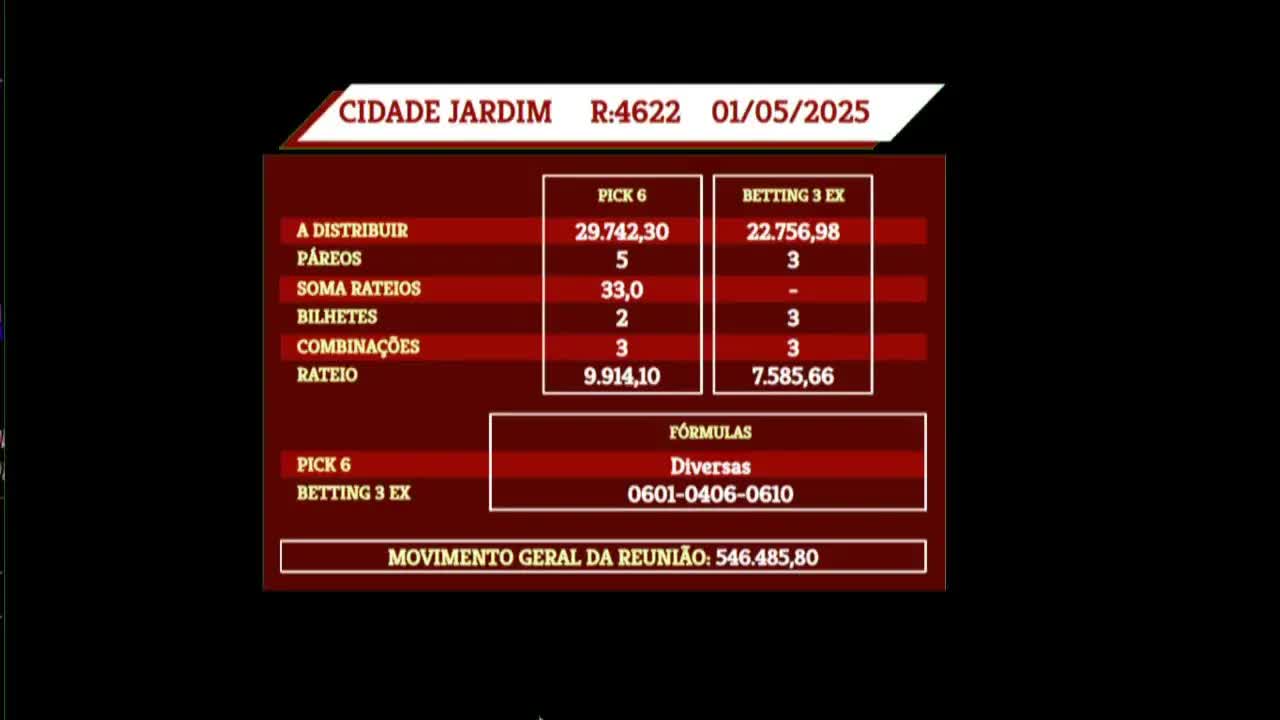 CIDADE JARDIM R:4622 01/05/2025
PICK 6 BETTING 3 EX
A DISTRIBUIR 29.742,30 22.756,98
PÁREOS 5 3
SOMA RATEIOS 33,0 -
BILHETES 2 3
COMBINAÇÕES 3 3
RATEIO 9.914,10 7.585,66
FÓRMULAS
PICK 6 Diversas
BETTING 3 EX 0601-0406-0610
MOVIMENTO GERAL DA REUNIÃO: 546.485,80